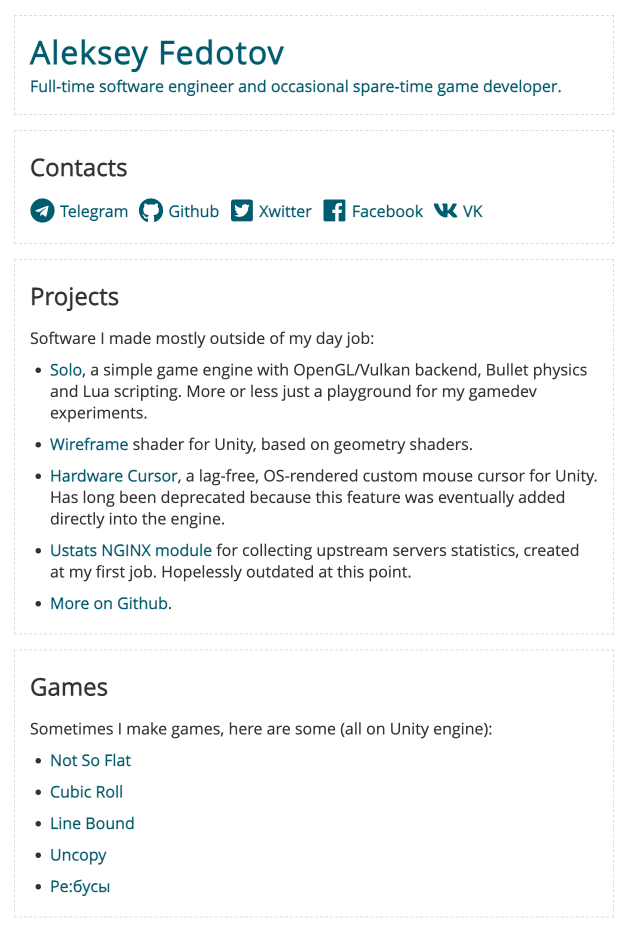 Aleksey Fedotov
Full-time software engineer and occasional spare-time game developer.
Contacts
Telegram Github Xwitter Facebook VK
Projects
Software I made mostly outside of my day job:
• Solo, a simple game engine with OpenGL/Vulkan backend, Bullet physics
and Lua scripting. More or less just a playground for my gamedev
experiments.
• Wireframe shader for Unity, based on geometry shaders.
• Hardware Cursor, a lag-free, OS-rendered custom mouse cursor for Unity.
Has long been deprecated because this feature was eventually added
directly into the engine.
• Ustats NGINX module for collecting upstream servers statistics, created
at my first job. Hopelessly outdated at this point.
• More on Github.
Games
Sometimes I make games, here are some (all on Unity engine):
• Not So Flat
• Cubic Roll
• Line Bound
• Uncopy
• Ре:бусы